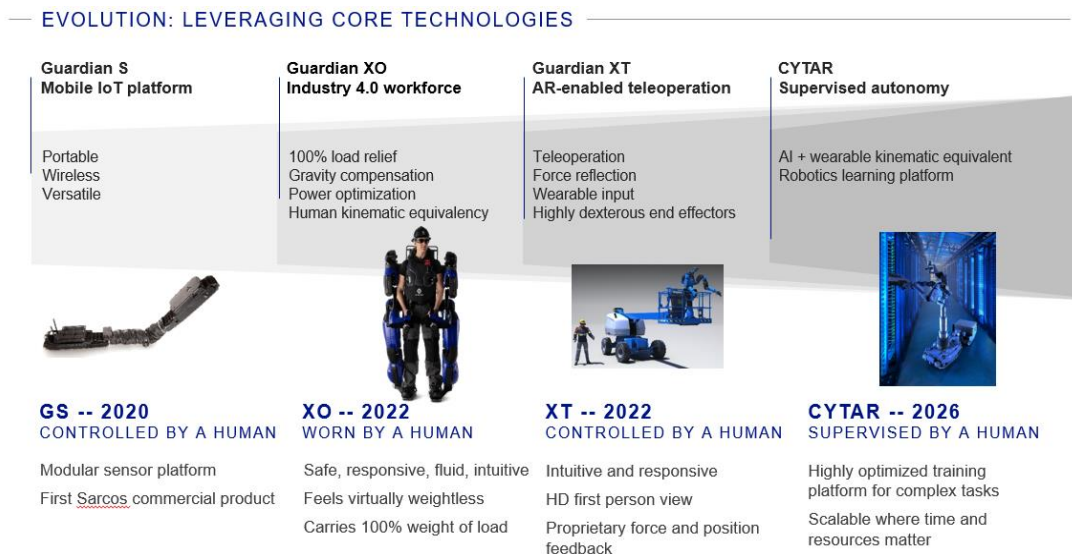 EVOLUTION: LEVERAGING CORE TECHNOLOGIES
Guardian S
Mobile IoT platform
Portable
Wireless
Versatile
GS -- 2020
CONTROLLED BY A HUMAN
Modular sensor platform
First Sarcos commercial product
Guardian XO
Industry 4.0 workforce
100% load relief
Gravity compensation
Power optimization
Human kinematic equivalency
XO -- 2022
WORN BY A HUMAN
Safe, responsive, fluid, intuitive
Feels virtually weightless
Carries 100% weight of load
Guardian XT
AR-enabled teleoperation
Teleoperation
Force reflection
Wearable input
Highly dexterous end effectors
XT -- 2022
CONTROLLED BY A HUMAN
Intuitive and responsive
HD first person view
Proprietary force and position
feedback
CYTAR
Supervised autonomy
AI + wearable kinematic equivalent
Robotics learning platform
CYTAR -- 2026
SUPERVISED BY A HUMAN
Highly optimized training
platform for complex tasks
Scalable where time and
resources matter